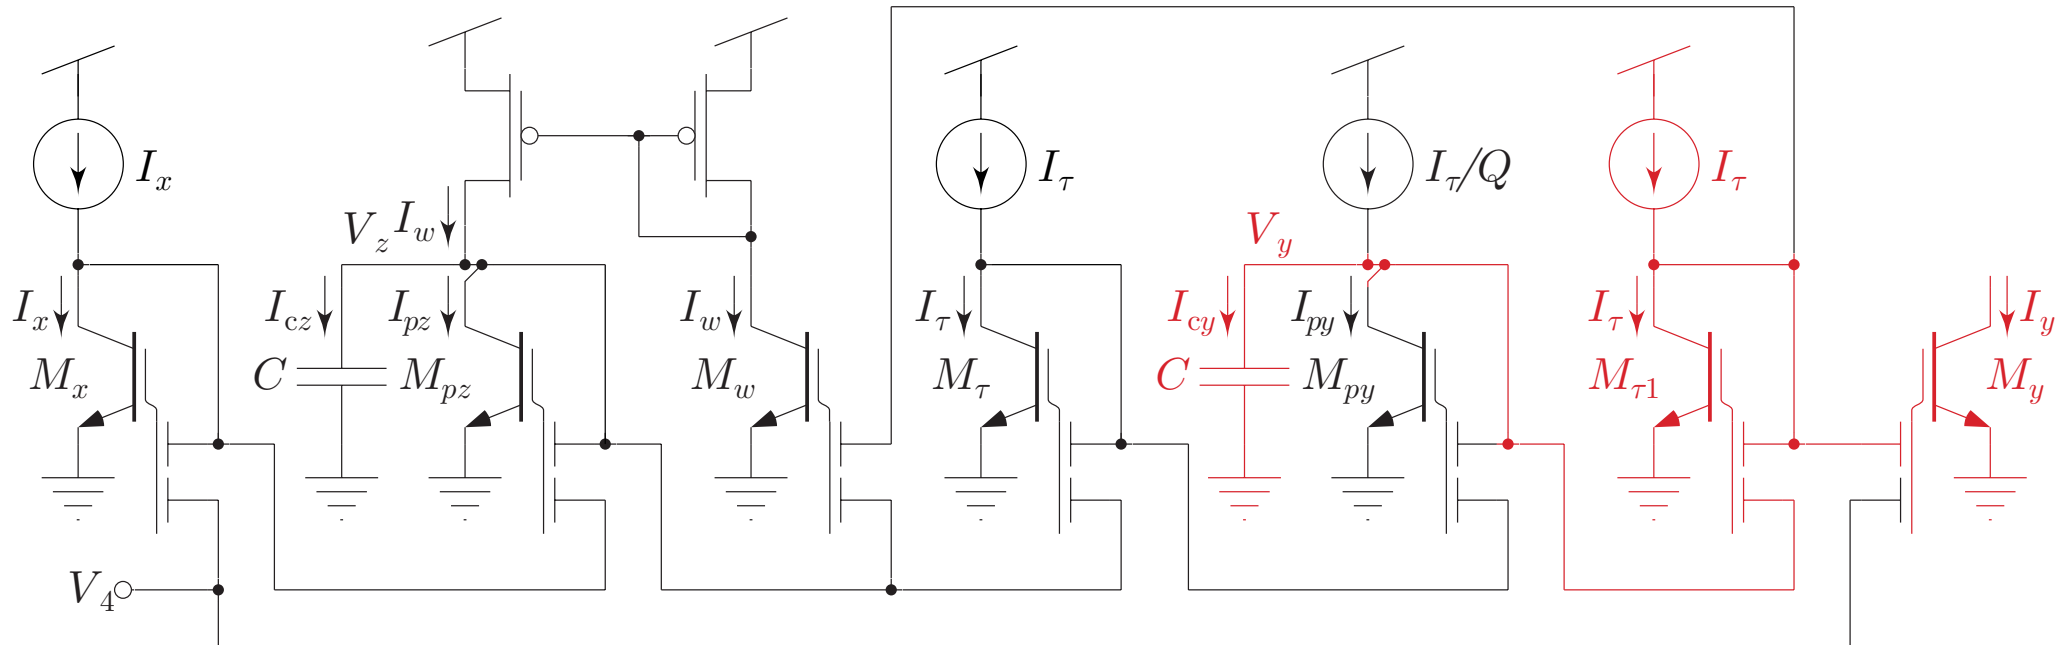 I_x
I_τ
I_τ/Q
I_τ
V_z I_w
V_y
I_x
I_cz
I_pz
I_w
I_τ
I_cy
I_py
I_τ
I_y
M_x
C
M_pz
M_w
M_τ
C
M_py
M_τ1
M_y
V_4